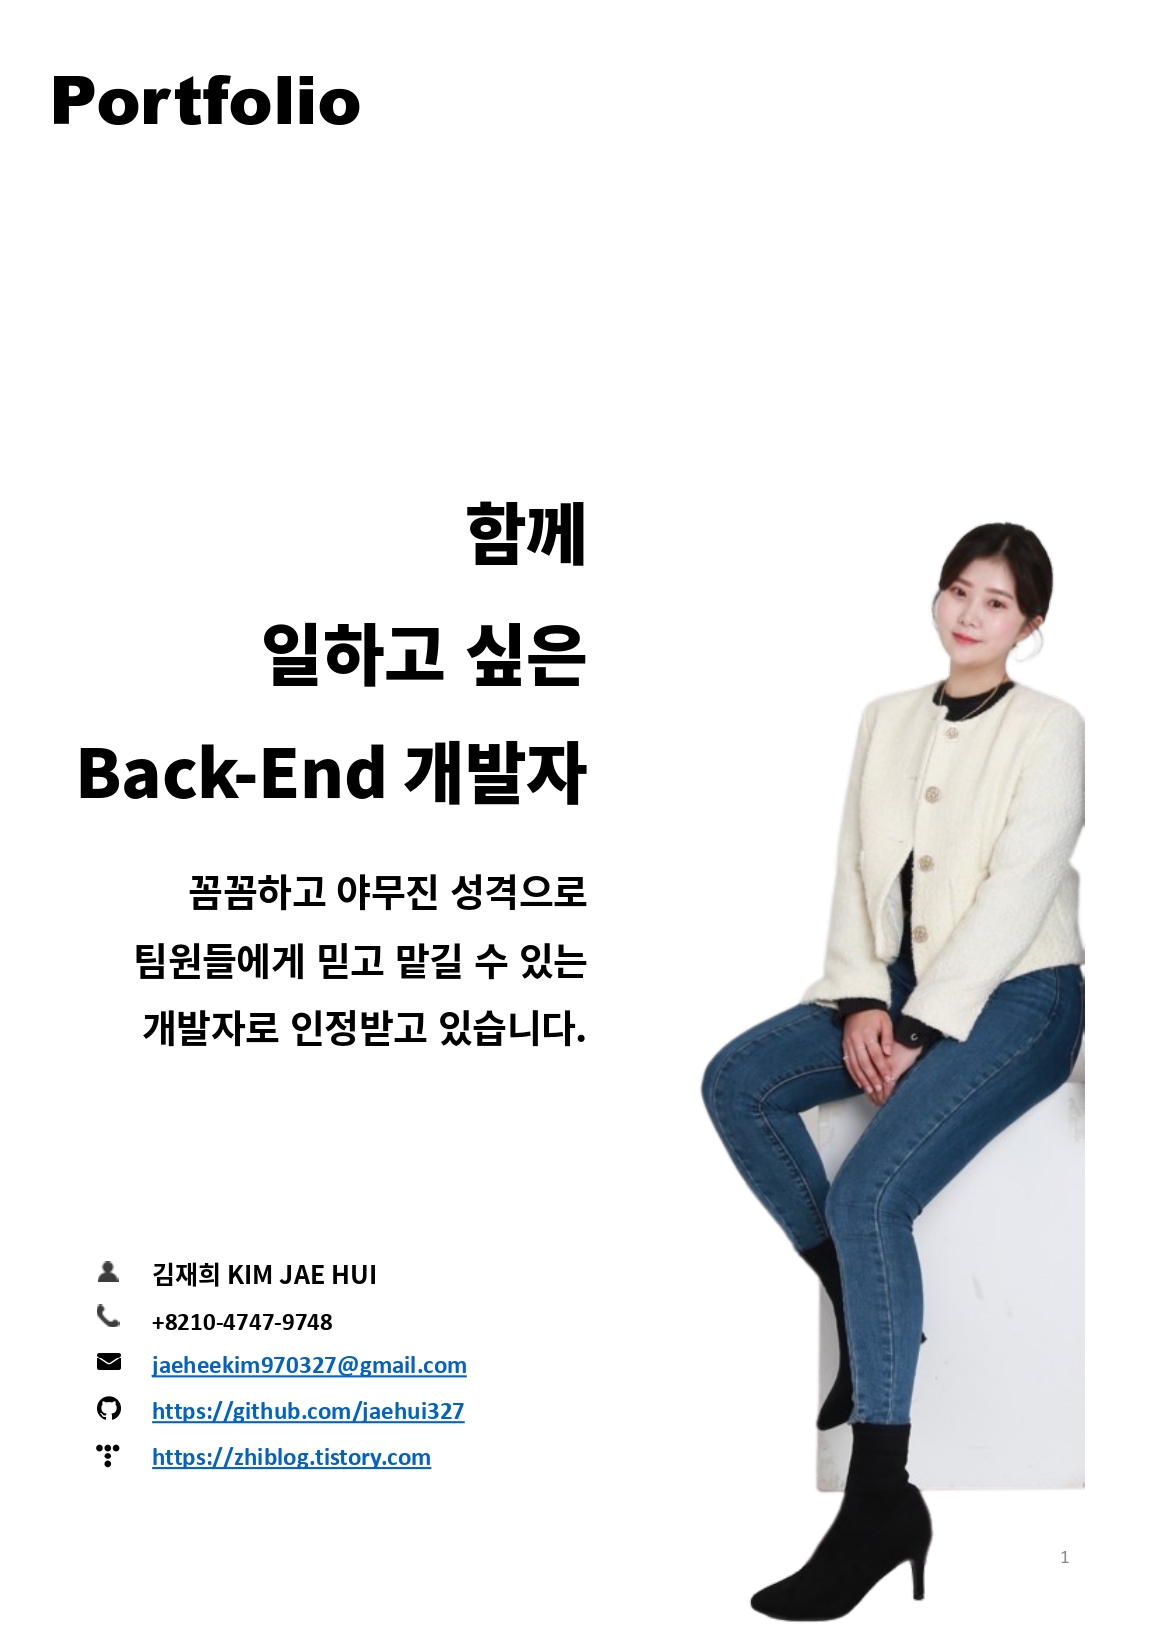 Portfolio
함께
일하고 싶은
Back-End 개발자
꼼꼼하고 야무진 성격으로
팀원들에게 믿고 맡길 수 있는
개발자로 인정받고 있습니다.
김재희 KIM JAE HUI
+8210-4747-9748
jaeheekim970327@gmail.com
https://github.com/jaehui327
https://zhiblog.tistory.com
1